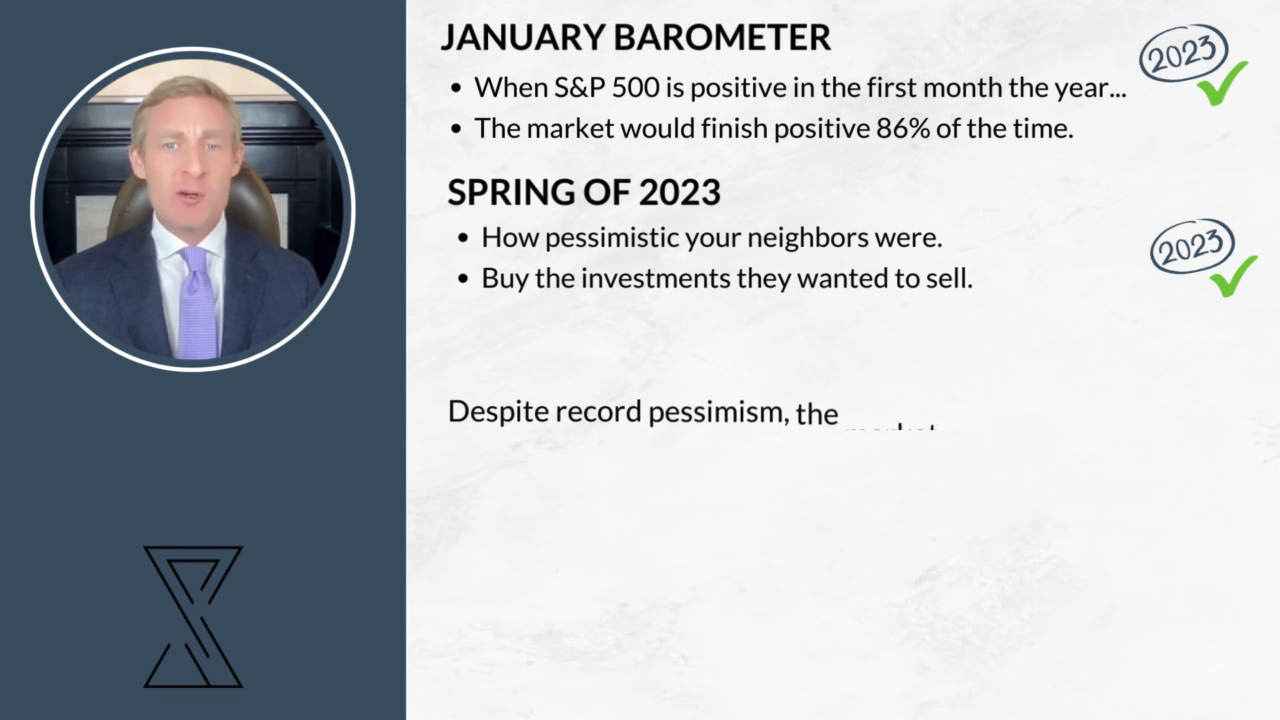 JANUARY BAROMETER
2023
• When S&P 500 is positive in the first month the year...
• The market would finish positive 86% of the time.
SPRING OF 2023
2023
• How pessimistic your neighbors were.
• Buy the investments they wanted to sell.
Despite record pessimism, the